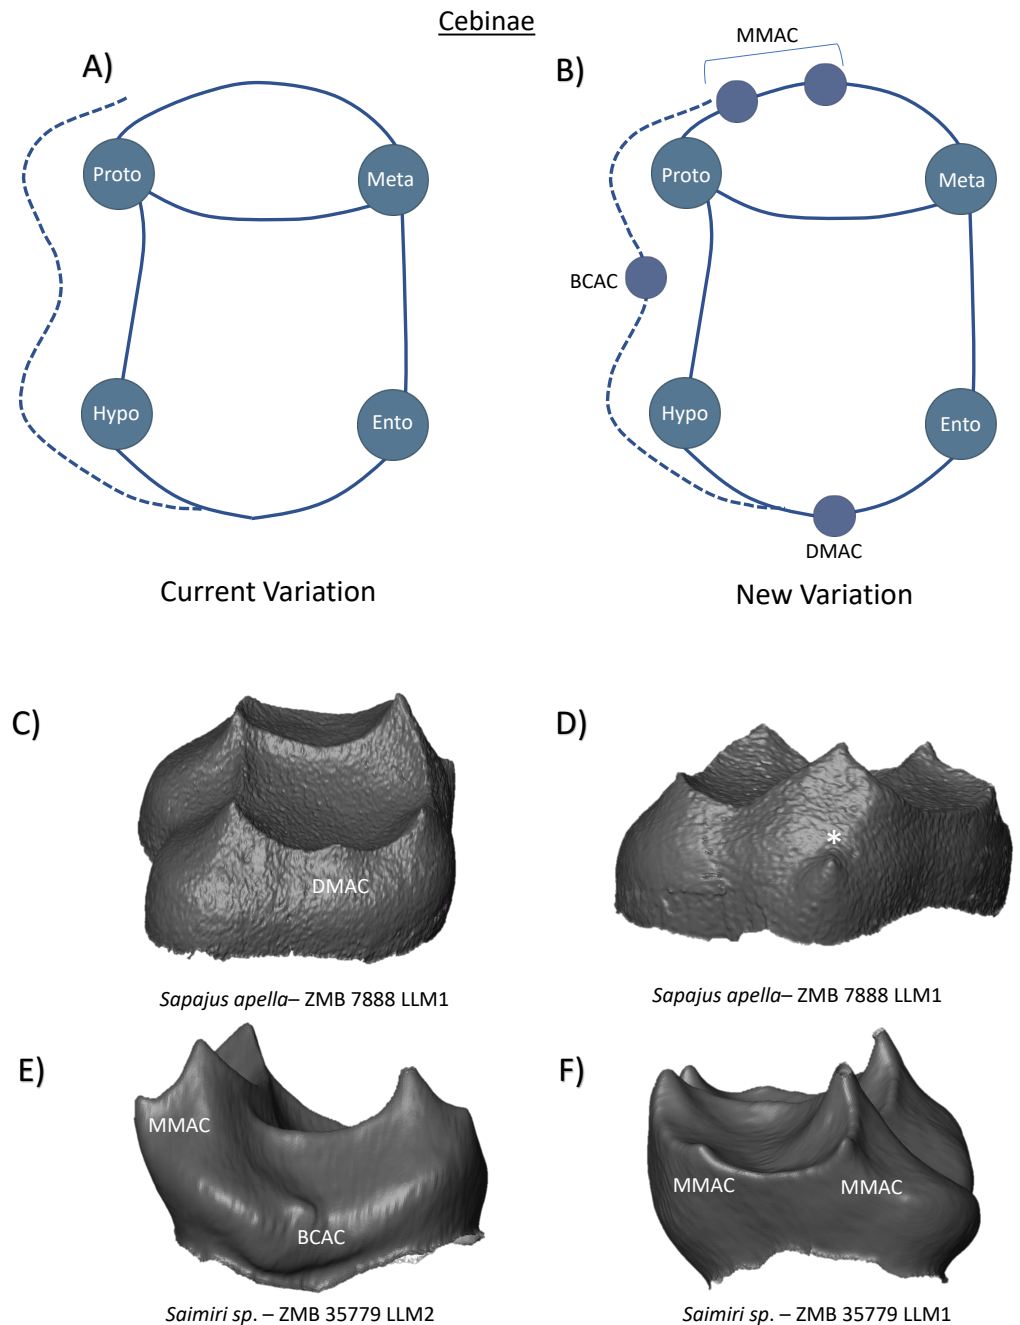 Cebinae
A)
B)
MMAC
Proto
Meta
Proto
Meta
BCAC
Hypo
Ento
Hypo
Ento
DMAC
Current Variation
New Variation
C)
D)
DMAC
*
Sapajus apella– ZMB 7888 LLM1
Sapajus apella– ZMB 7888 LLM1
E)
F)
MMAC
BCAC
MMAC
MMAC
Saimiri sp. – ZMB 35779 LLM2
Saimiri sp. – ZMB 35779 LLM1